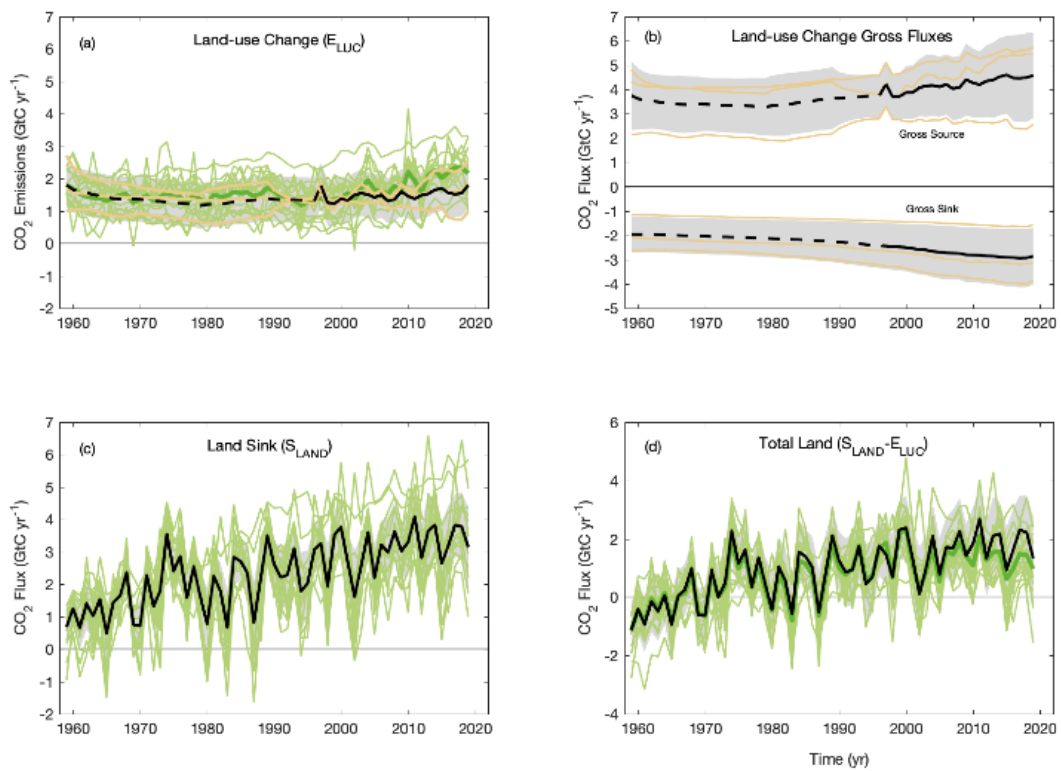 (a) Land-use Change (E_LUC)
CO2 Emissions (GtC yr-1)
7
6
5
4
3
2
1
0
1
2
1960 1970 1980 1990 2000 2010 2020
(b) Land-use Change Gross Fluxes
CO2 Flux (GtC yr-1)
7
6
5
4
3
2
1
0
-1
-2
-3
-4
-5
Gross Source
Gross Sink
1960 1970 1980 1990 2000 2010 2020
(c) Land Sink (S_LAND)
CO2 Flux (GtC yr-1)
7
6
5
4
3
2
1
0
-1
-2
1960 1970 1980 1990 2000 2010 2020
(d) Total Land (S_LAND-E_LUC)
CO2 Flux (GtC yr-1)
6
4
2
0
-2
-4
1960 1970 1980 1990 2000 2010 2020
Time (yr)